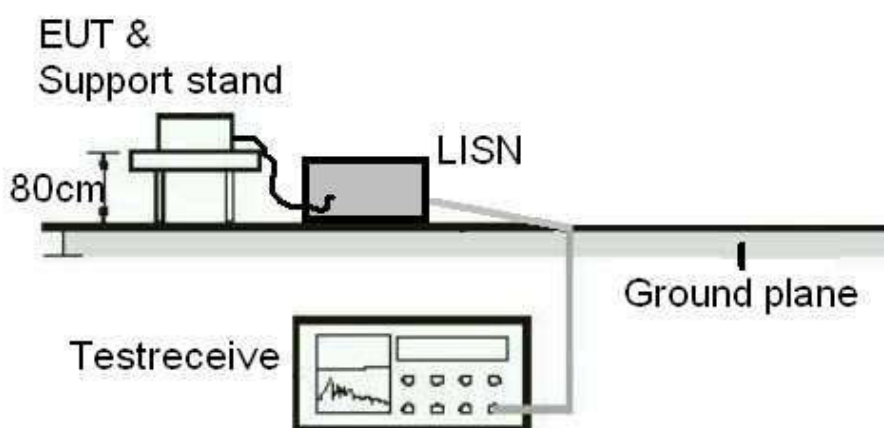 EUT &
Support stand
LISN
80cm
Ground plane
Testreceive